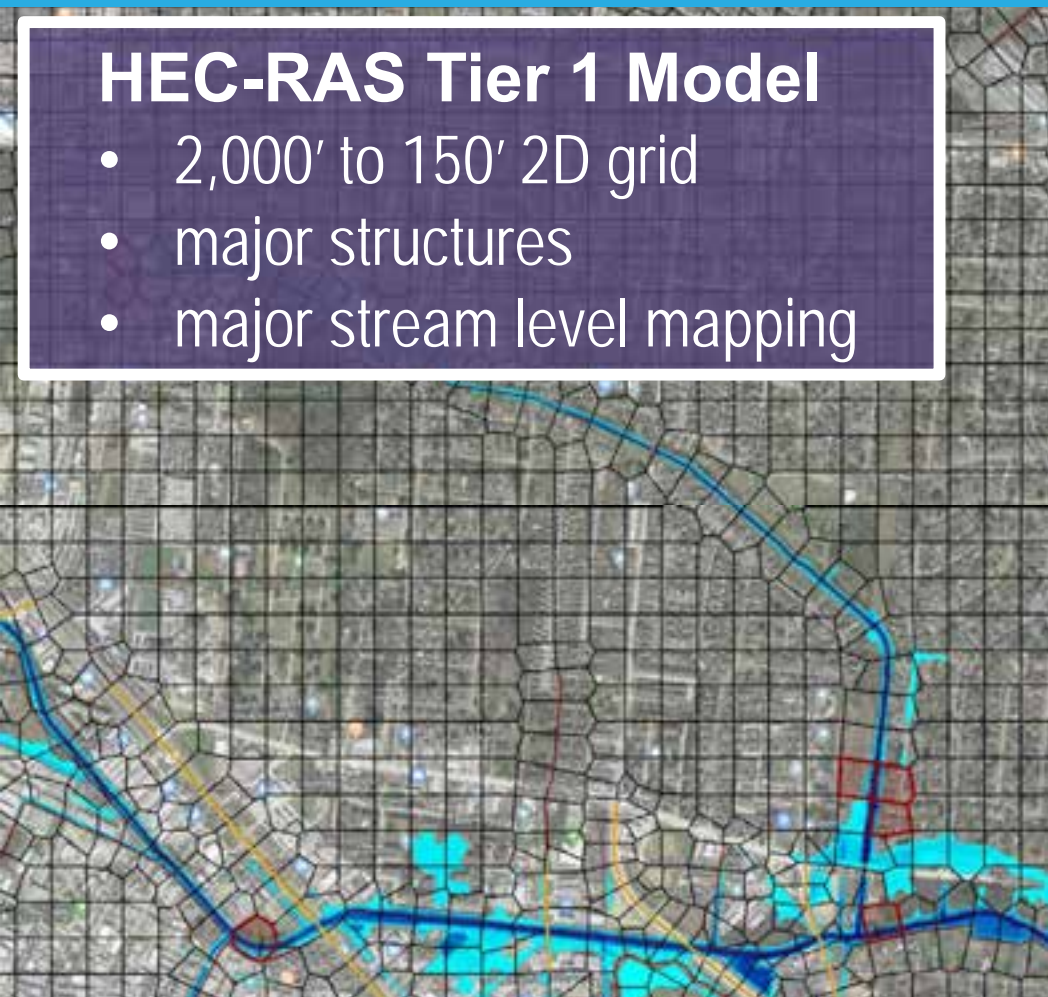 HEC-RAS Tier 1 Model
• 2,000’ to 150’ 2D grid
• major structures
• major stream level mapping